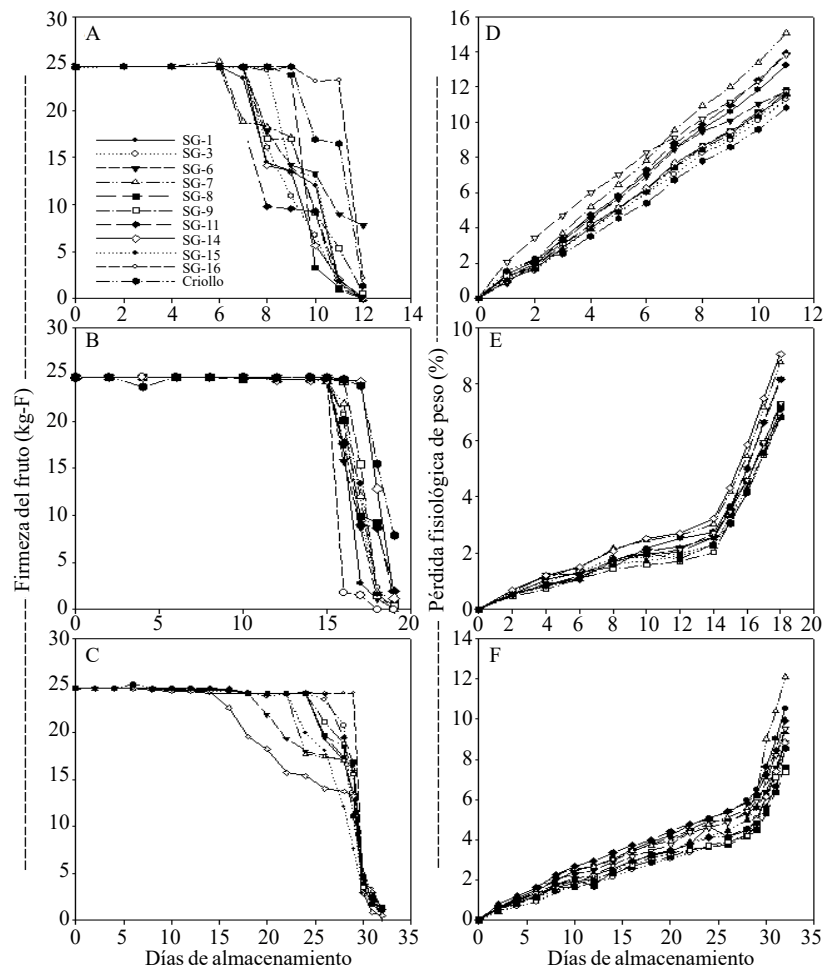 A
30
25
20
15
10
5
0
0 2 4 6 8 10 12 14
SG-1
SG-3
SG-6
SG-7
SG-8
SG-9
SG-11
SG-14
SG-15
SG-16
Criollo
D
16
14
12
10
8
6
4
2
0
0 2 4 6 8 10 12
B
30
25
20
15
10
5
0
0 5 10 15 20
E
10
8
6
4
2
0
0 2 4 6 8 10 12 14 16 18 20
C
30
25
20
15
10
5
0
0 5 10 15 20 25 30 35
F
14
12
10
8
6
4
2
0
0 5 10 15 20 25 30 35
Firmeza del fruto (kg-F)
Pérdida fisiológica de peso (%)
Días de almacenamiento
Días de almacenamiento